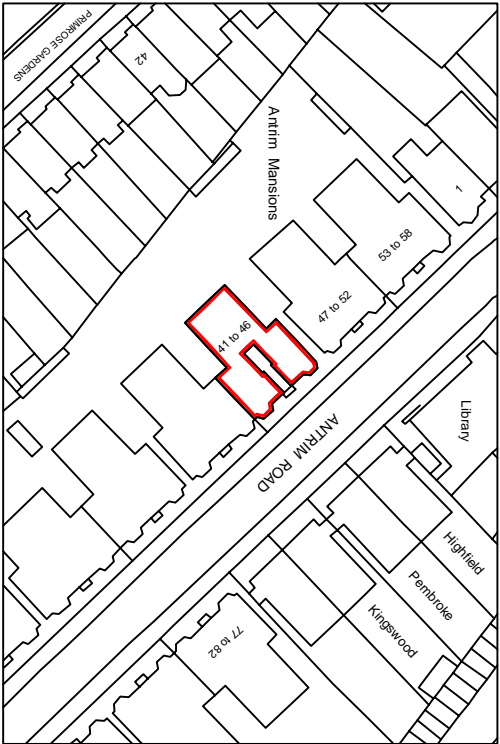 PRIMROSE GARDENS
42
Antrim Mansions
1
53 to 58
47 to 52
41 to 46
ANTRIM ROAD
Library
Highfield
Pembroke
Kingswood
77 to 82